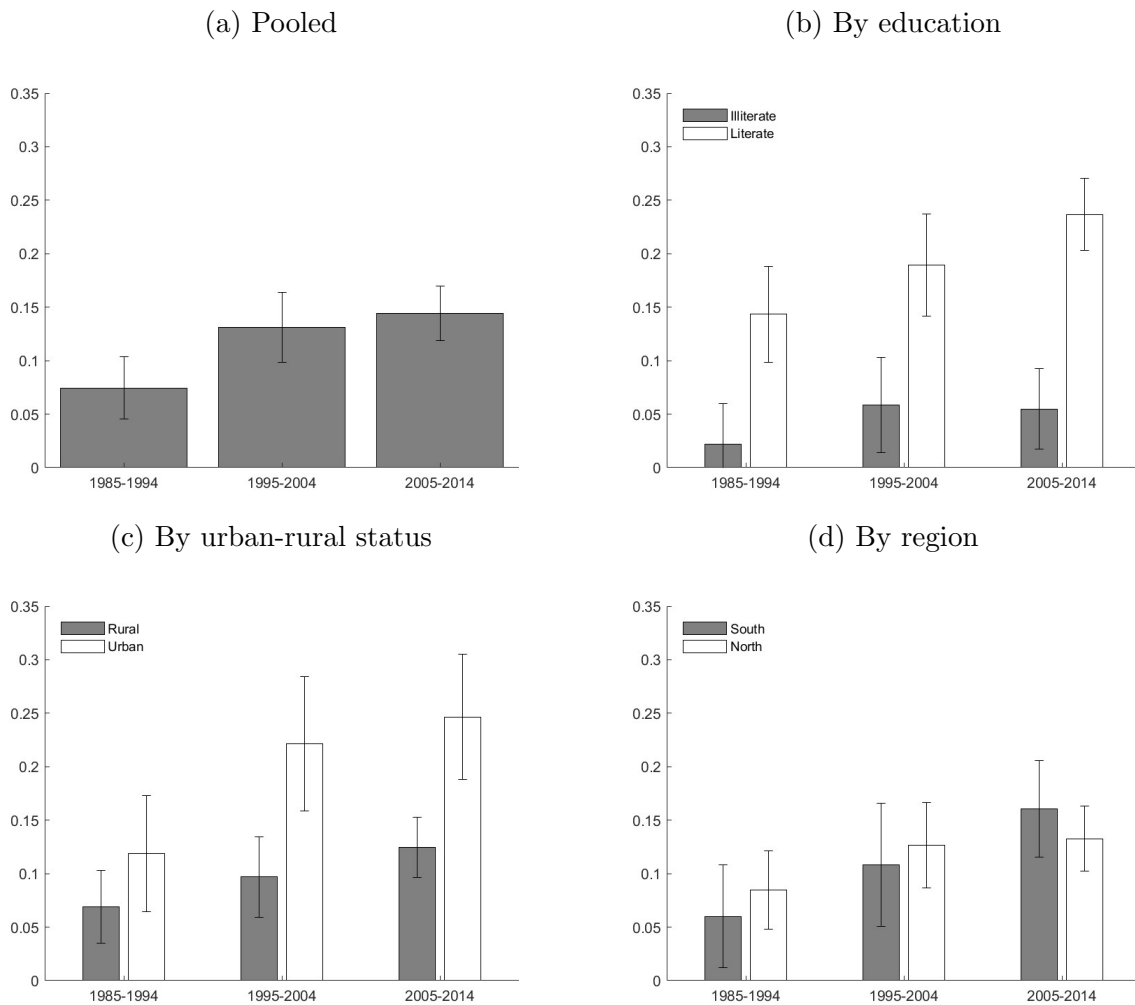 (a) Pooled
0.35
0.3
0.25
0.2
0.15
0.1
0.05
0
1985-1994 1995-2004 2005-2014
(b) By education
Illiterate
Literate
0.35
0.3
0.25
0.2
0.15
0.1
0.05
0
1985-1994 1995-2004 2005-2014
(c) By urban-rural status
Rural
Urban
0.35
0.3
0.25
0.2
0.15
0.1
0.05
0
1985-1994 1995-2004 2005-2014
(d) By region
South
North
0.35
0.3
0.25
0.2
0.15
0.1
0.05
0
1985-1994 1995-2004 2005-2014